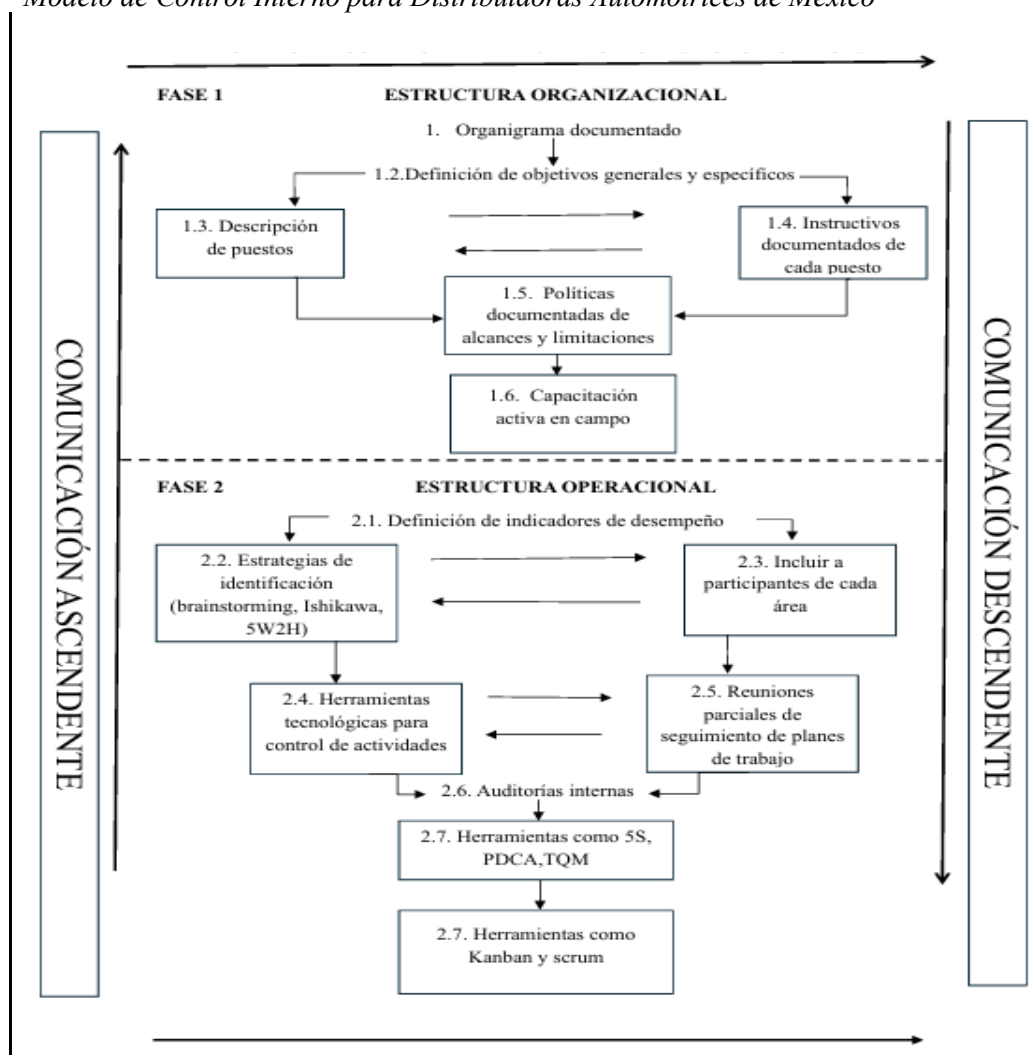 Modelo de Control Interno para Distribuidoras Automotrices de México
FASE 1
ESTRUCTURA ORGANIZACIONAL
1. Organigrama documentado
1.2.Definición de objetivos generales y específicos
1.3. Descripción
de puestos
1.4. Instructivos
documentados de
cada puesto
1.5. Políticas
documentadas de
alcances y limitaciones
1.6. Capacitación
activa en campo
COMUNICACIÓN ASCENDENTE
COMUNICACIÓN DESCENDENTE
FASE 2
ESTRUCTURA OPERACIONAL
2.1. Definición de indicadores de desempeño
2.2. Estrategias de
identificación
(brainstorming, Ishikawa,
5W2H)
2.3. Incluir a
participantes de cada
área
2.4. Herramientas
tecnológicas para
control de actividades
2.5. Reuniones
parciales de
seguimiento de planes
de trabajo
2.6. Auditorías internas
2.7. Herramientas como 5S,
PDCA,TQM
2.7. Herramientas como
Kanban y scrum